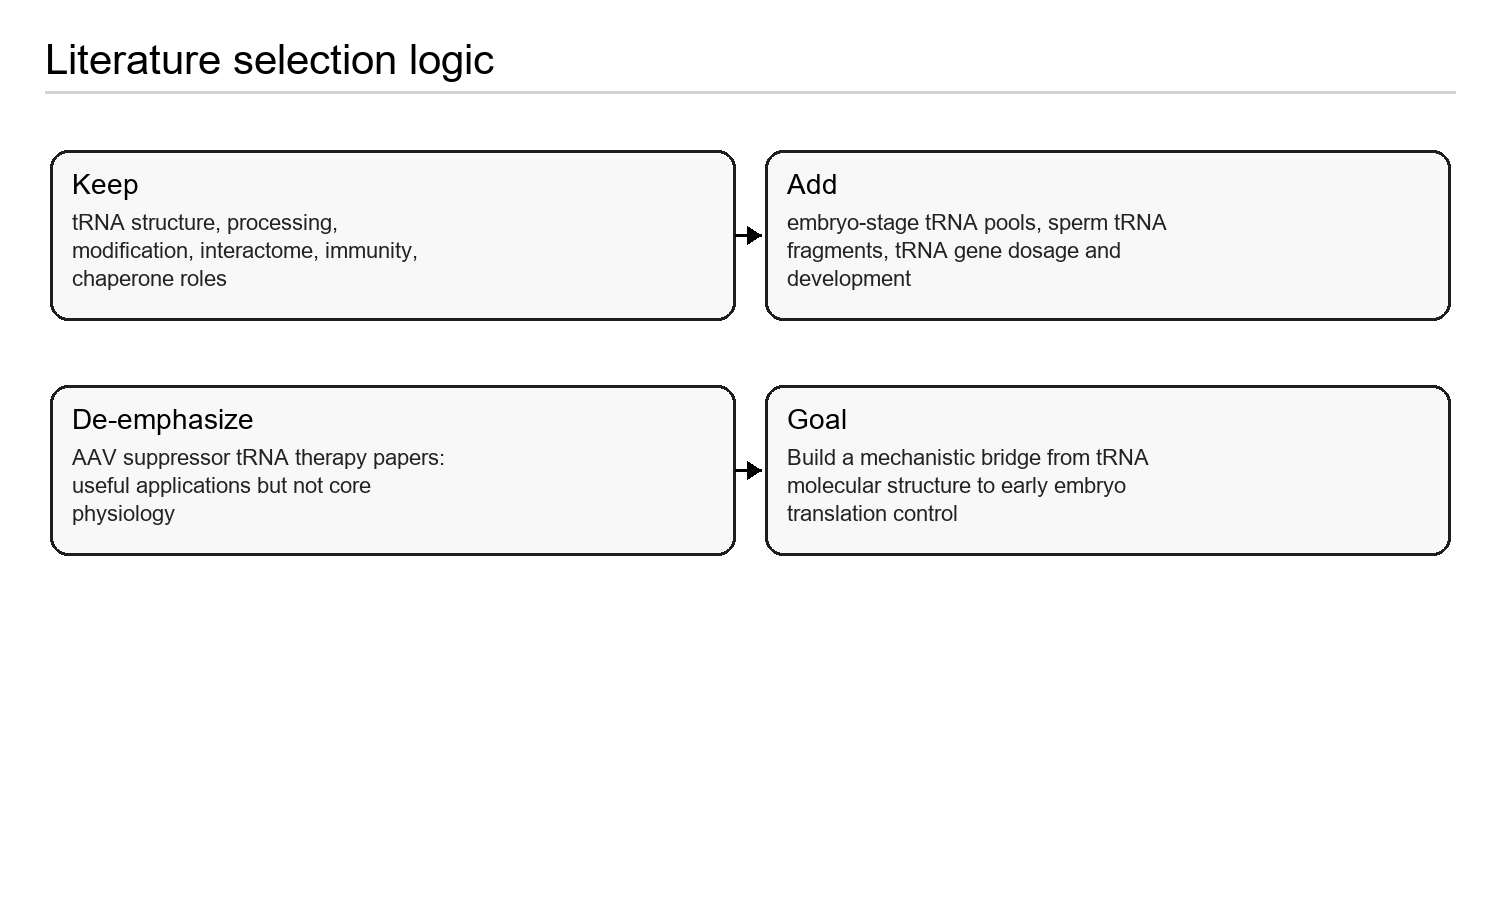 Literature selection logic
Keep
tRNA structure, processing,
modification, interactome, immunity,
chaperone roles
Add
embryo-stage tRNA pools, sperm tRNA
fragments, tRNA gene dosage and
development
De-emphasize
AAV suppressor tRNA therapy papers:
useful applications but not core
physiology
Goal
Build a mechanistic bridge from tRNA
molecular structure to early embryo
translation control